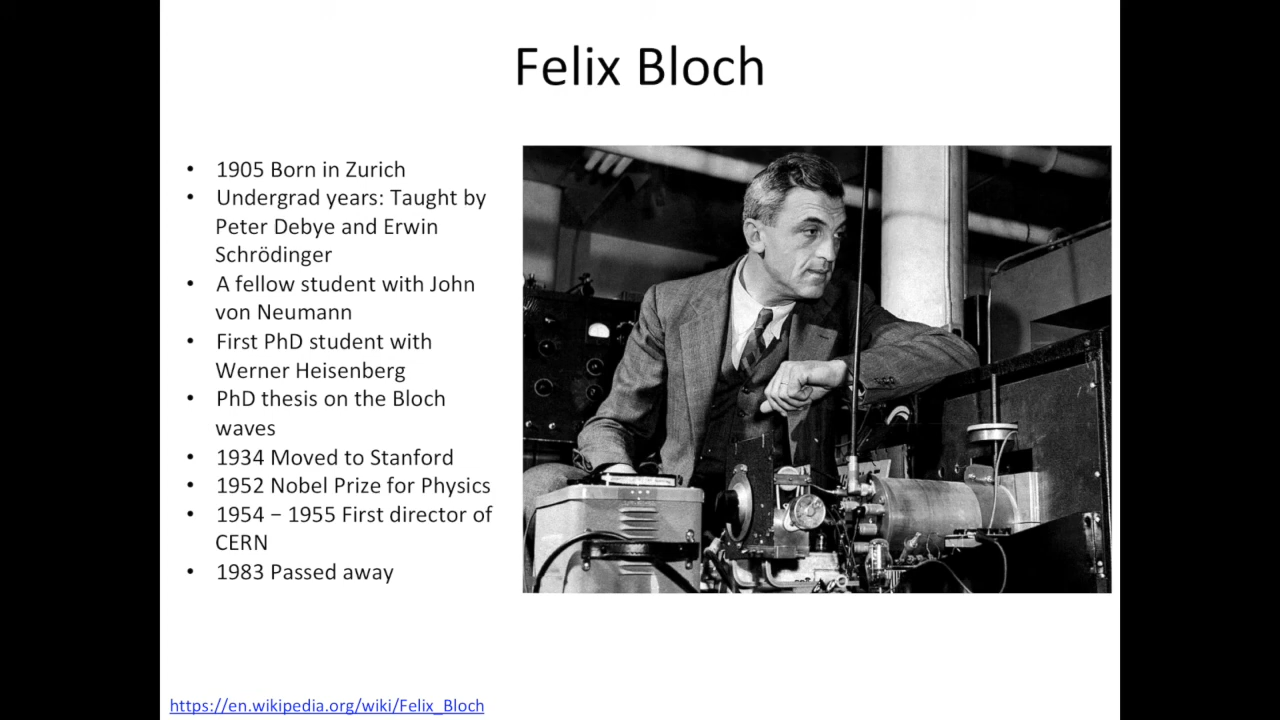 Felix Bloch
• 1905 Born in Zurich
• Undergrad years: Taught by
Peter Debye and Erwin
Schrödinger
• A fellow student with John
von Neumann
• First PhD student with
Werner Heisenberg
• PhD thesis on the Bloch
waves
• 1934 Moved to Stanford
• 1952 Nobel Prize for Physics
• 1954 – 1955 First director of
CERN
• 1983 Passed away
https://en.wikipedia.org/wiki/Felix_Bloch